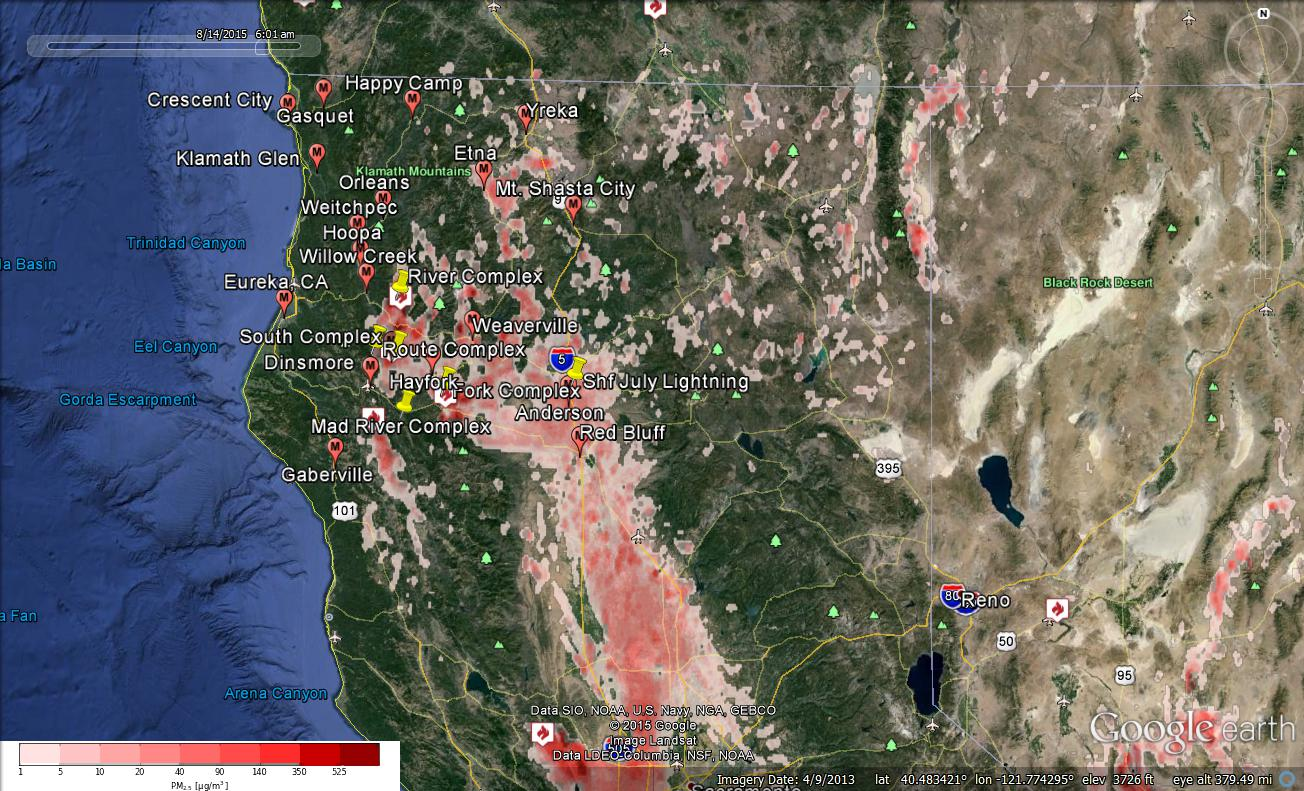 8/14/2015 6:01 am
N
Happy Camp
Crescent City
Gasquet
Yreka
Klamath Glen
Etna
Klamath Mountains
Orleans
Mt. Shasta City
Weitchpec
Hoopa
Trinidad Canyon
Willow Creek
la Basin
River Complex
Eureka, CA
Black Rock Desert
Weaverville
South Complex
Eel Canyon
Route Complex
5
Dinsmore
Hayfork
Fork Complex
Shf July Lightning
Gorda Escarpment
Anderson
Mad River Complex
Red Bluff
Gaberville
395
101
80
Reno
a Fan
50
95
Arena Canyon
Data SIO, NOAA, U.S. Navy, NGA, GEBCO
© 2015 Google
Image Landsat
Data LDEO-Columbia, NSF, NOAA
505
Google earth
Sacramento
Imagery Date: 4/9/2013 lat 40.483421° lon -121.774295° elev 3726 ft eye alt 379.49 mi
1 5 10 20 40 90 140 350 525
PM2.5 [µg/m³]